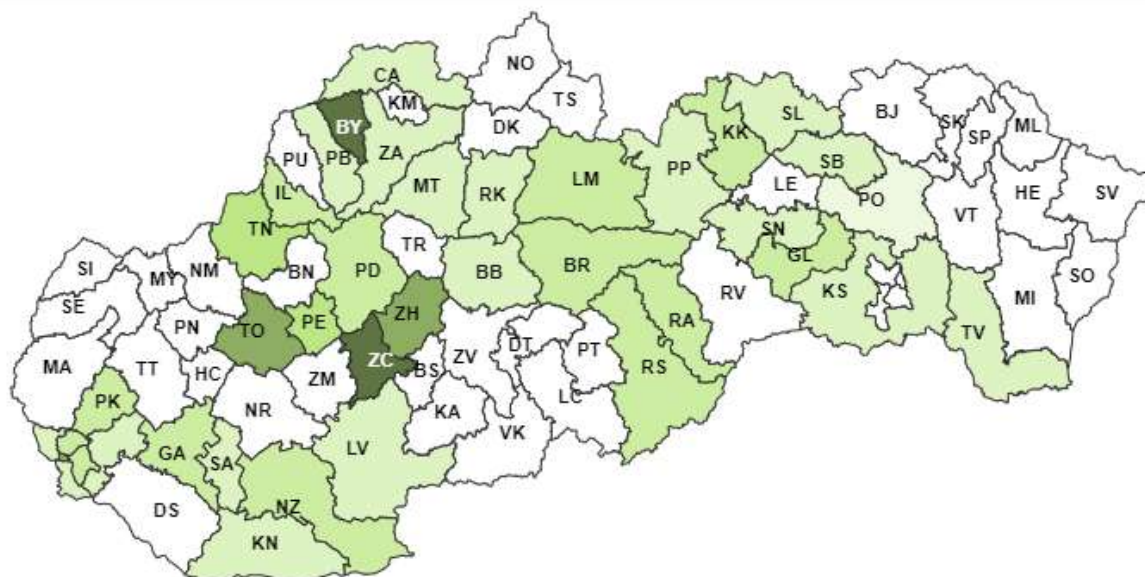 NO
CA
TS
KM
BY
DK
SL
BJ
SK
SP
ML
KK
PU
PB
ZA
SB
PP
LE
MT
RK
LM
HE
SV
IL
PO
TN
SN
VT
TR
GL
SI
MY
NM
BN
PD
BB
BR
SO
SE
RV
KS
MI
ZH
PN
TO
PE
RA
TV
DT
PT
MA
TT
ZC
RS
HC
ZM
BS
ZV
LC
PK
NR
KA
VK
GA
SA
LV
DS
NZ
KN